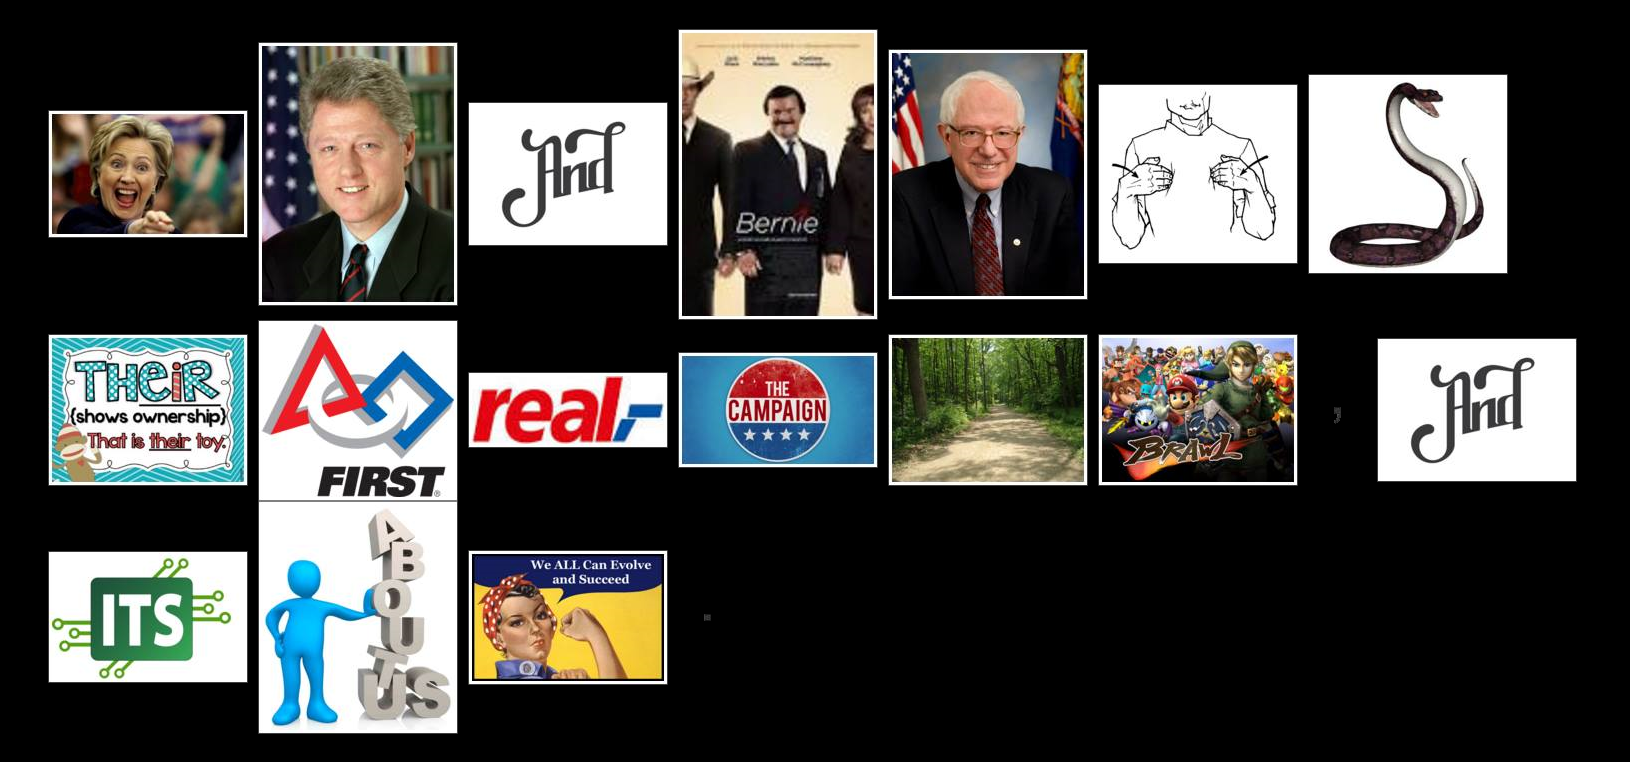 And
Bernie
THEIR
{shows ownership}
That is their toy.
FIRST
real,-
THE
CAMPAIGN
BRAWL
,
And
ITS
ABOUT US
We ALL Can Evolve
and Succeed
.